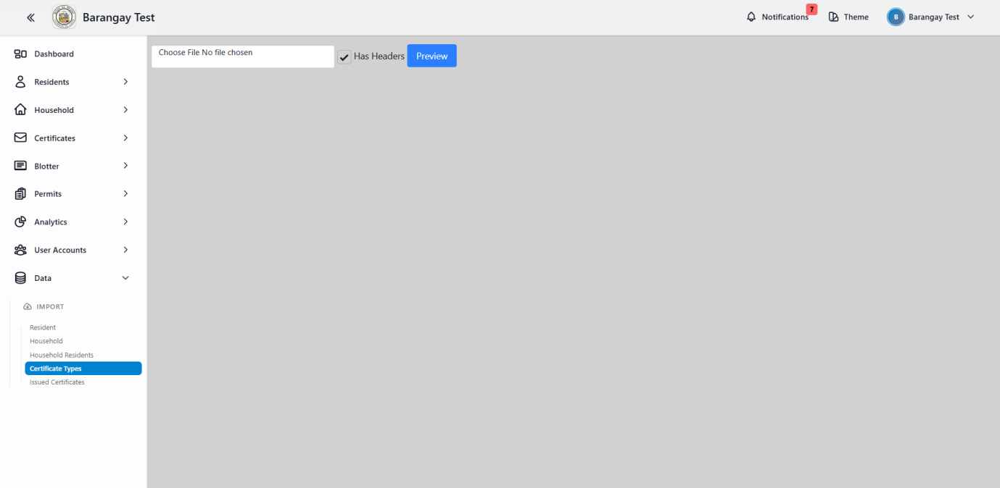 Barangay Test
Notifications
7
Theme
B
Barangay Test
Dashboard
Residents
Household
Certificates
Blotter
Permits
Analytics
User Accounts
Data
IMPORT
Resident
Household
Household Residents
Certificate Types
Issued Certificates
Choose File No file chosen
Has Headers
Preview